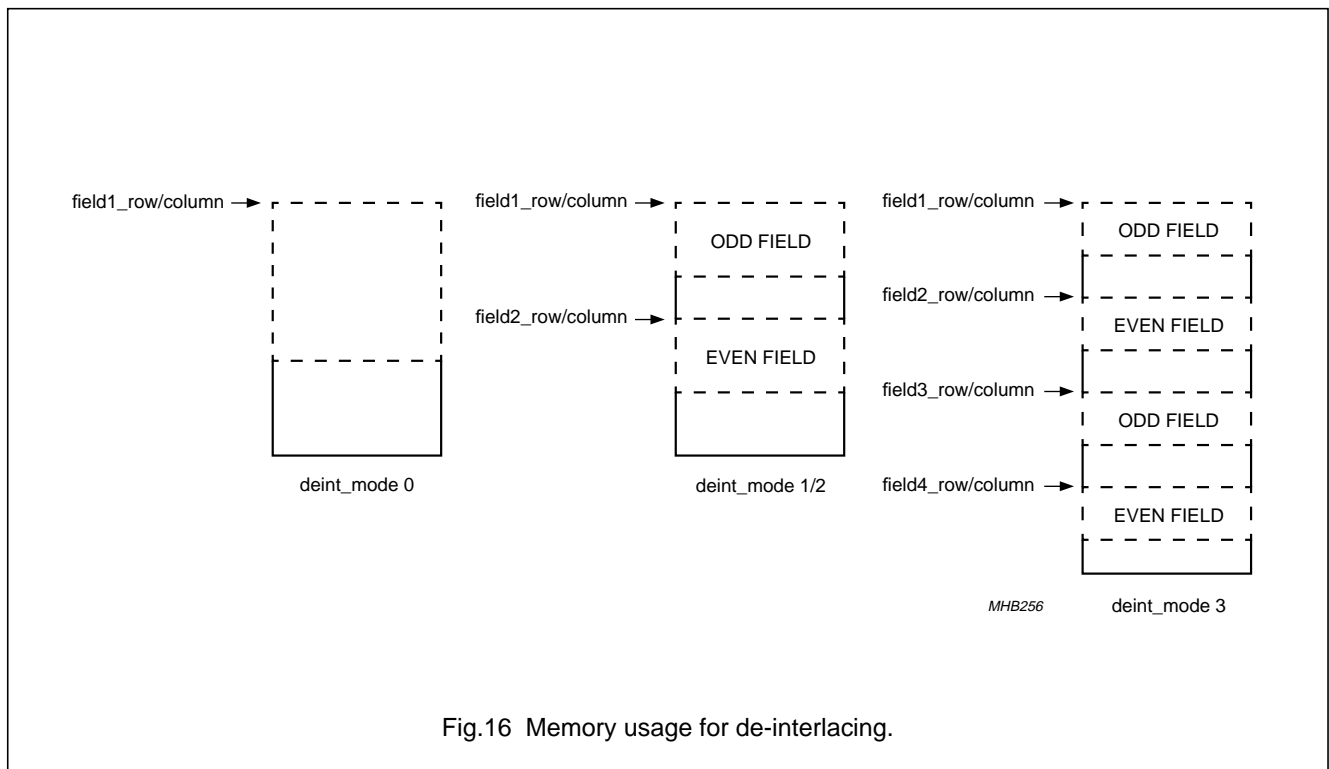 field1_row/column
deint_mode 0
field1_row/column
ODD FIELD
field2_row/column
EVEN FIELD
deint_mode 1/2
field1_row/column
ODD FIELD
field2_row/column
EVEN FIELD
field3_row/column
ODD FIELD
field4_row/column
EVEN FIELD
MHB256
deint_mode 3
Fig.16 Memory usage for de-interlacing.